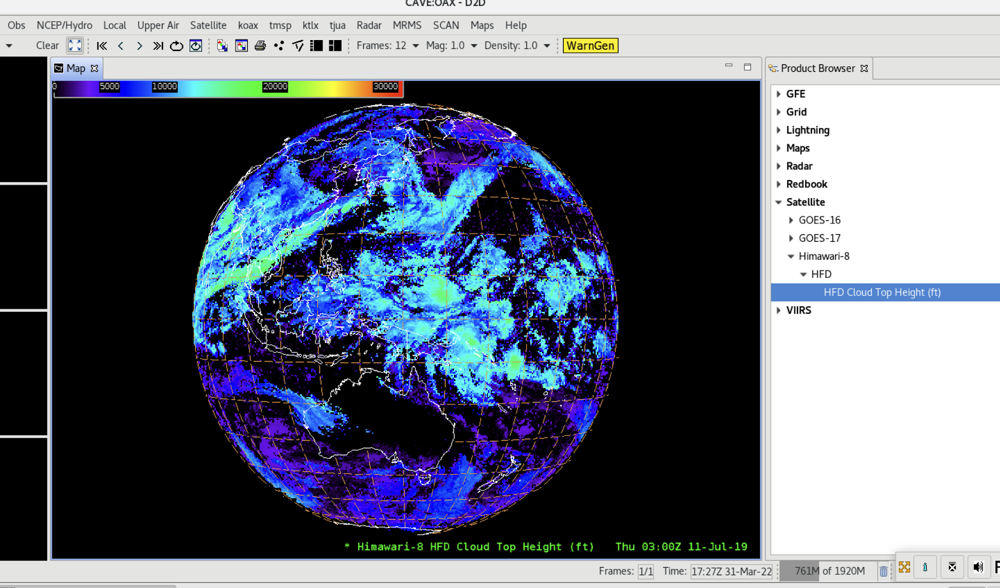 CAVE:OAX - D2D
Obs NCEP/Hydro Local Upper Air Satellite koax tmsp ktlx tjua Radar MRMS SCAN Maps Help
Clear Frames: 12 Mag: 1.0 Density: 1.0 WarnGen
Map
Product Browser
0 5000 10000 20000 30000
GFE
Grid
Lightning
Maps
Radar
Redbook
Satellite
GOES-16
GOES-17
Himawari-8
HFD
HFD Cloud Top Height (ft)
VIIRS
* Himawari-8 HFD Cloud Top Height (ft) Thu 03:00Z 11-Jul-19
Frames: 1/1 Time: 17:27Z 31-Mar-22 761M of 1920M